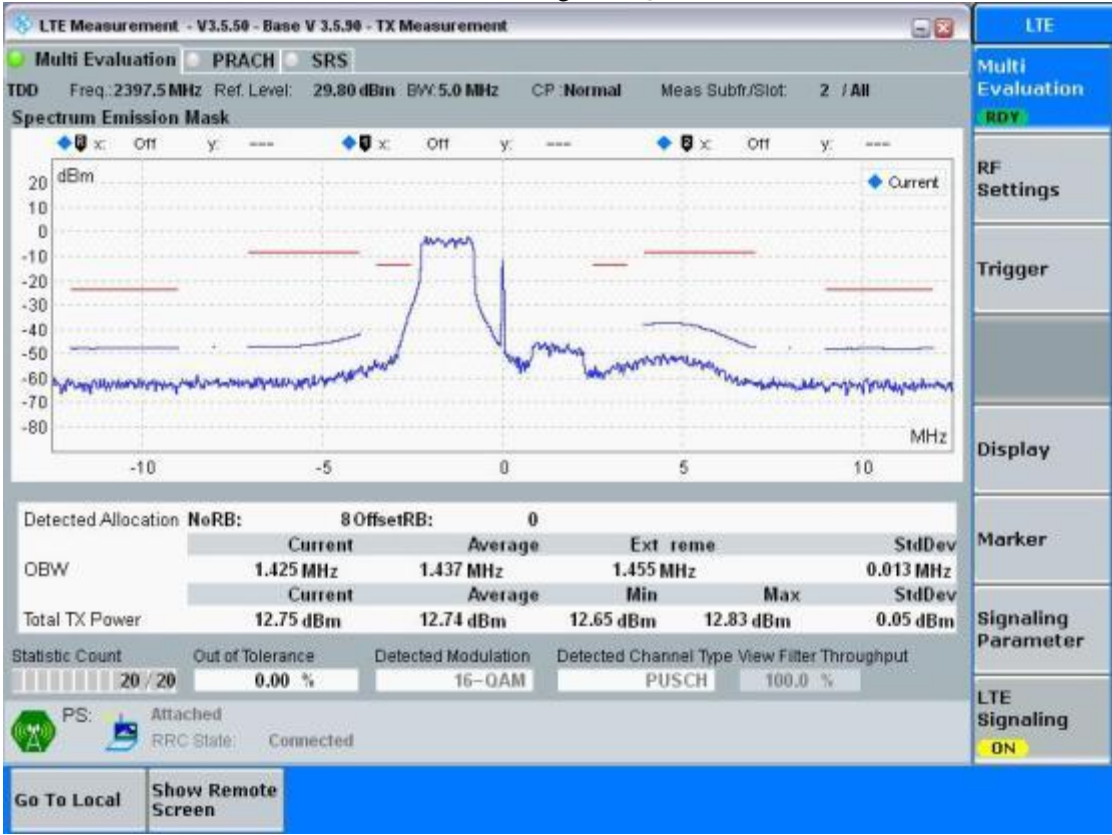 LTE Measurement - V3.5.50 - Base V 3.5.90 - TX Measurement
LTE
Multi Evaluation PRACH SRS
TDD Freq.:2397.5 MHz Ref. Level: 29.80 dBm BW:5.0 MHz CP :Normal Meas Subfr./Slot: 2 / All
Spectrum Emission Mask
x: Off y: --- x: Off y: --- x: Off y: ---
dBm
Current
20
10
0
-10
-20
-30
-40
-50
-60
-70
-80
MHz
-10 -5 0 5 10
Detected Allocation NoRB: 8 OffsetRB: 0
Current Average Ext reme StdDev
OBW 1.425 MHz 1.437 MHz 1.455 MHz 0.013 MHz
Current Average Min Max StdDev
Total TX Power 12.75 dBm 12.74 dBm 12.65 dBm 12.83 dBm 0.05 dBm
Statistic Count Out of Tolerance Detected Modulation Detected Channel Type View Filter Throughput
20 / 20 0.00 % 16-QAM PUSCH 100.0 %
PS: Attached
RRC State: Connected
Multi
Evaluation
RDY
RF
Settings
Trigger
Display
Marker
Signaling
Parameter
LTE
Signaling
ON
Go To Local
Show Remote
Screen